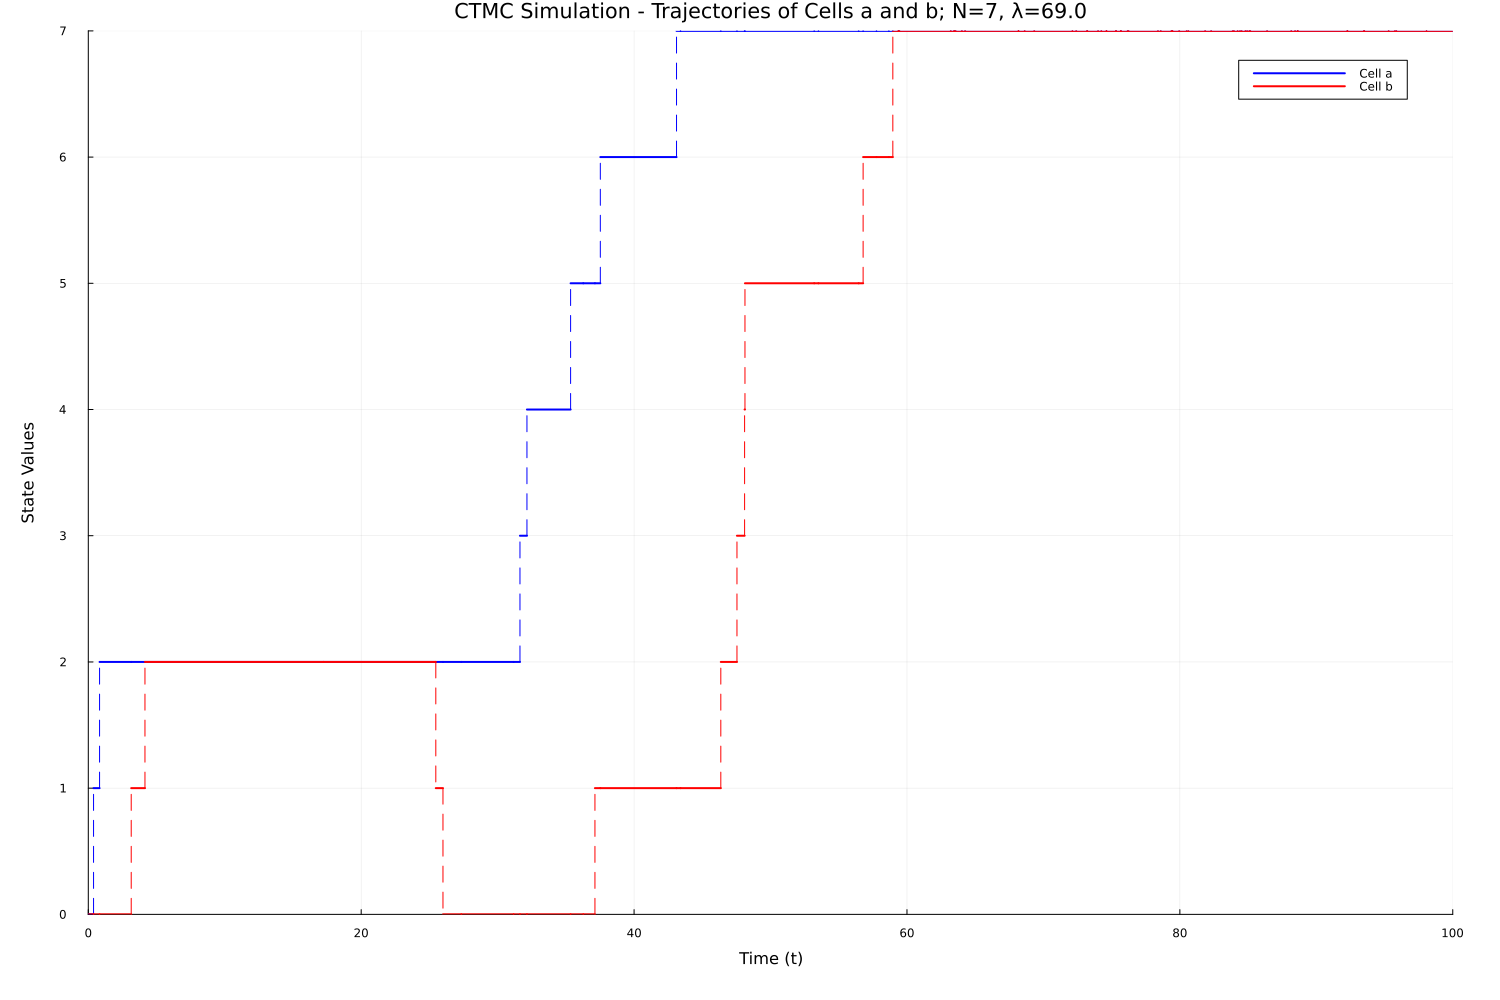 CTMC Simulation - Trajectories of Cells a and b; N=7, λ=69.0
7
Cell a
Cell b
6
5
4
State Values
3
2
1
0
0 20 40 60 80 100
Time (t)